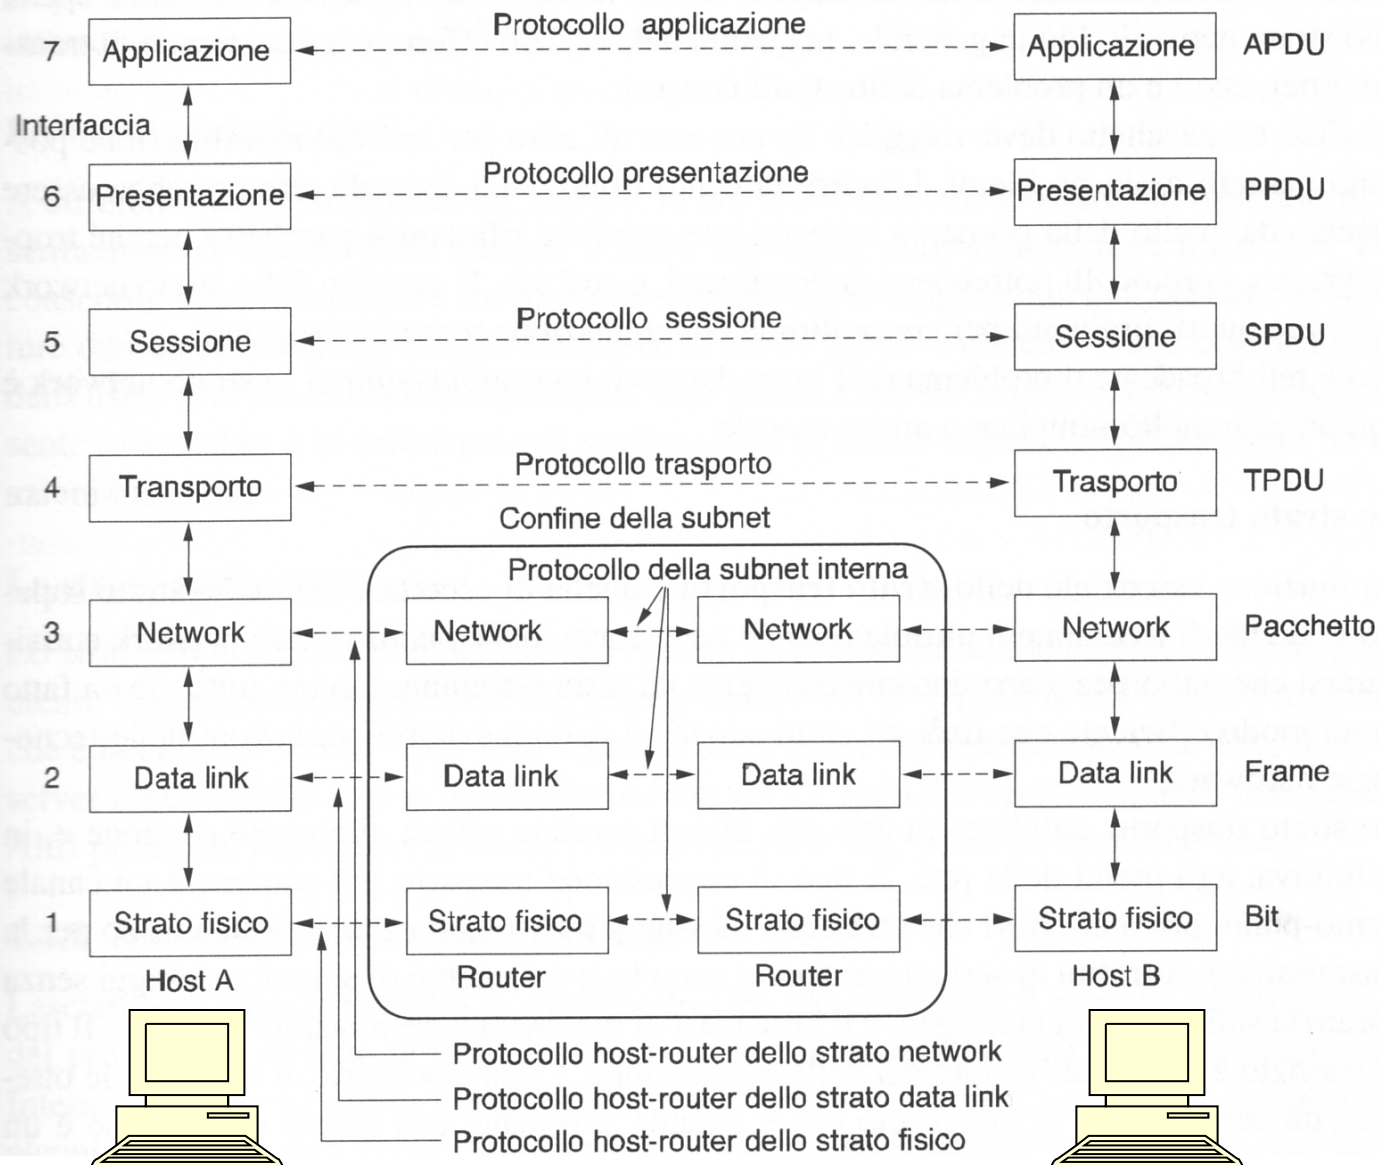 Protocollo applicazione
7 Applicazione Applicazione APDU
Interfaccia
Protocollo presentazione
6 Presentazione Presentazione PPDU
Protocollo sessione
5 Sessione Sessione SPDU
Protocollo trasporto
4 Transporto Trasporto TPDU
Confine della subnet
Protocollo della subnet interna
3 Network Network Network Network Pacchetto
2 Data link Data link Data link Data link Frame
1 Strato fisico Strato fisico Strato fisico Strato fisico Bit
Host A Router Router Host B
Protocollo host-router dello strato network
Protocollo host-router dello strato data link
Protocollo host-router dello strato fisico